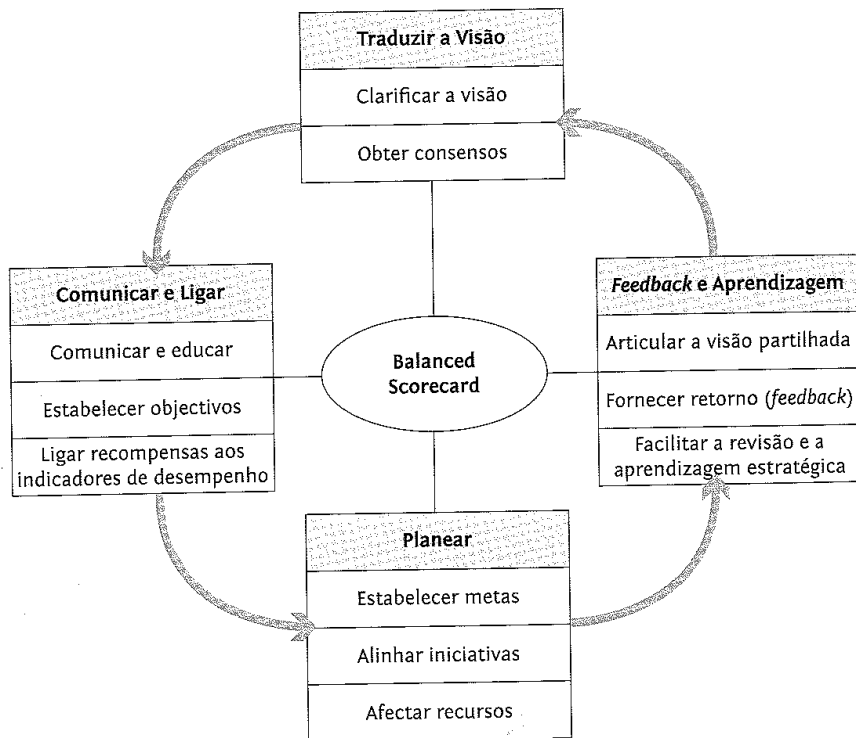 Traduzir a Visão
Clarificar a visão
Obter consensos
Comunicar e Ligar
Comunicar e educar
Estabelecer objectivos
Ligar recompensas aos
indicadores de desempenho
Balanced
Scorecard
Feedback e Aprendizagem
Articular a visão partilhada
Fornecer retorno (feedback)
Facilitar a revisão e a
aprendizagem estratégica
Planear
Estabelecer metas
Alinhar iniciativas
Afectar recursos